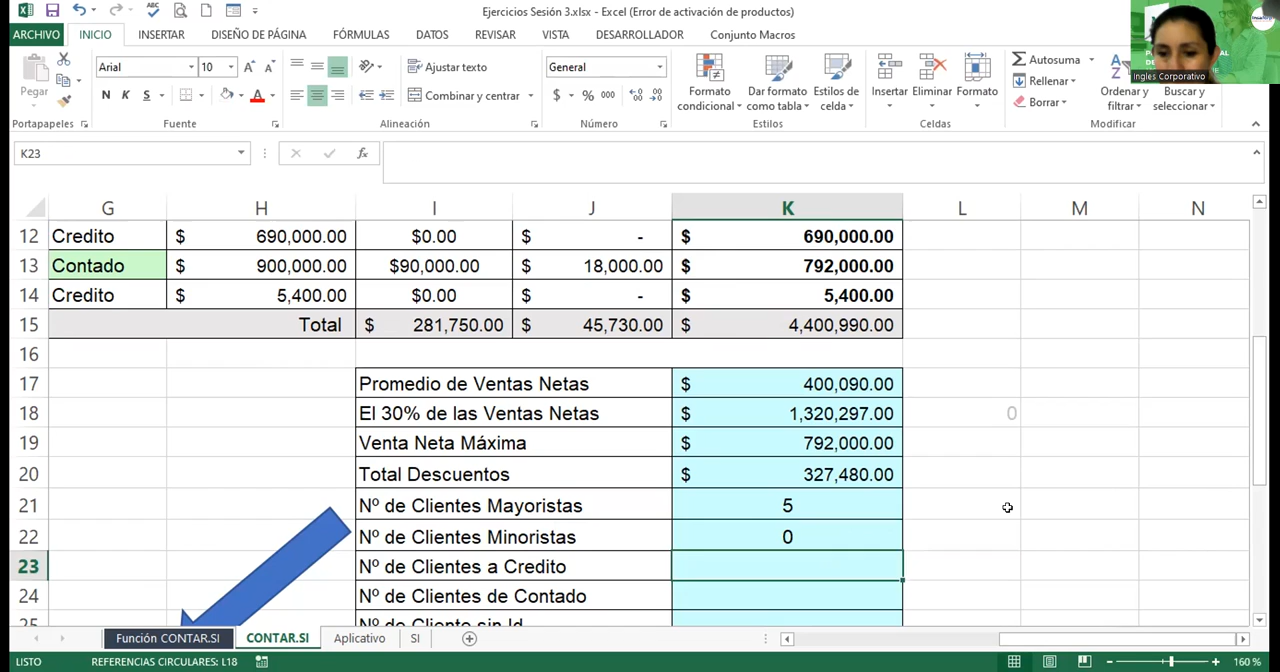 Ejercicios Sesión 3.xlsx - Excel (Error de activación de productos)
ARCHIVO INICIO INSERTAR DISEÑO DE PÁGINA FÓRMULAS DATOS REVISAR VISTA DESARROLLADOR Conjunto Macros
Ingles Corporativo
Pegar
Arial 10
N K S
Ajustar texto
Combinar y centrar
General
$ % 000
Formato condicional
Dar formato como tabla
Estilos de celda
Insertar Eliminar Formato
Autosuma
Rellenar
Borrar
Ordenar y filtrar
Buscar y seleccionar
Portapapeles Fuente Alineación Número Estilos Celdas Modificar
K23 fx
G H I J K L M N
12 Credito $ 690,000.00 $0.00 $ - $ 690,000.00
13 Contado $ 900,000.00 $90,000.00 $ 18,000.00 $ 792,000.00
14 Credito $ 5,400.00 $0.00 $ - $ 5,400.00
15 Total $ 281,750.00 $ 45,730.00 $ 4,400,990.00
16
17 Promedio de Ventas Netas $ 400,090.00
18 El 30% de las Ventas Netas $ 1,320,297.00 0
19 Venta Neta Máxima $ 792,000.00
20 Total Descuentos $ 327,480.00
21 Nº de Clientes Mayoristas 5
22 Nº de Clientes Minoristas 0
23 Nº de Clientes a Credito
24 Nº de Clientes de Contado
25 Nº de Clientes sin Id
Función CONTAR.SI CONTAR.SI Aplicativo SI
LISTO REFERENCIAS CIRCULARES: L18 160 %